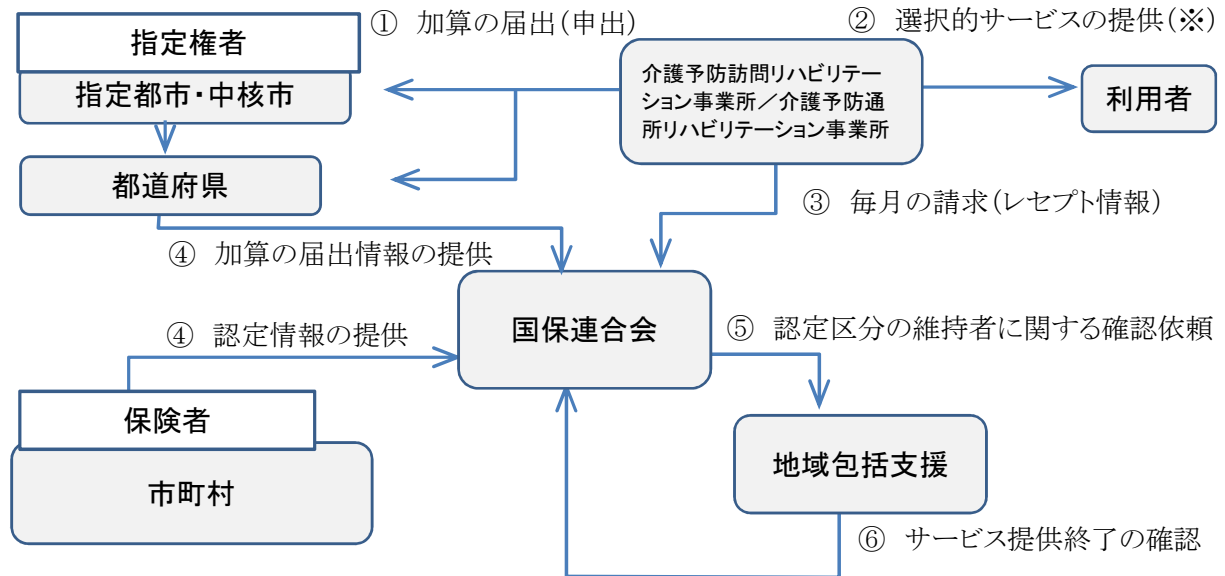 ① 加算の届出(申出)
② 選択的サービスの提供(※)
指定権者
指定都市・中核市
介護予防訪問リハビリテー
ション事業所／介護予防通
所リハビリテーション事業所
利用者
都道府県
③ 毎月の請求(レセプト情報)
④ 加算の届出情報の提供
国保連合会
④ 認定情報の提供
⑤ 認定区分の維持者に関する確認依頼
保険者
市町村
地域包括支援
⑥ サービス提供終了の確認